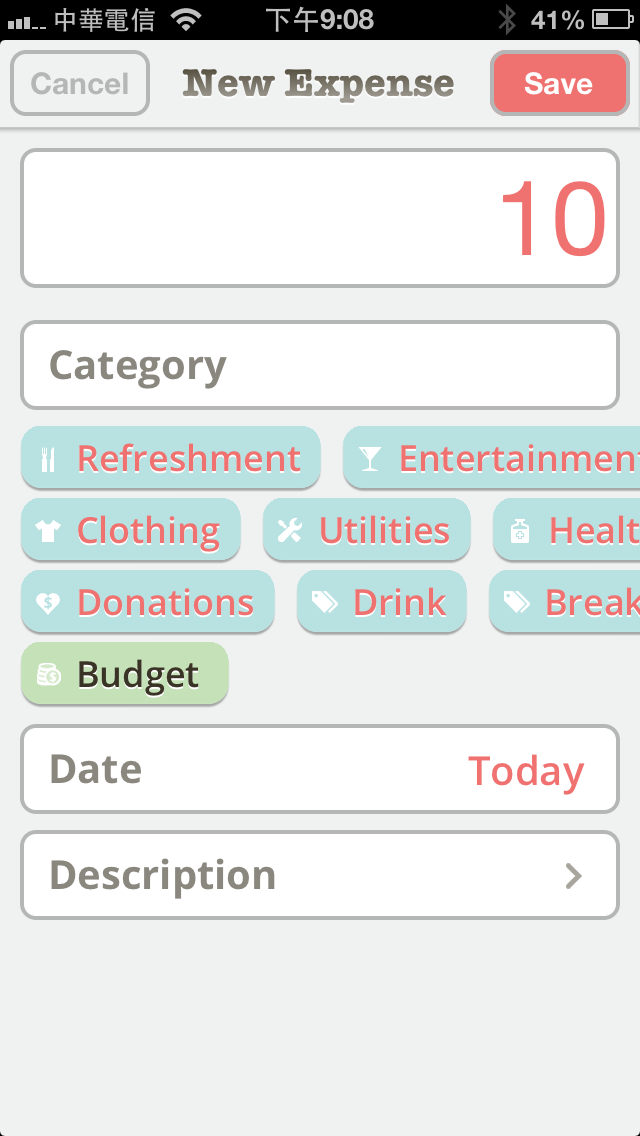 中華電信 下午9:08 41%
Cancel New Expense Save
10
Category
Refreshment Entertainment
Clothing Utilities Healt
Donations Drink Break
Budget
Date Today
Description